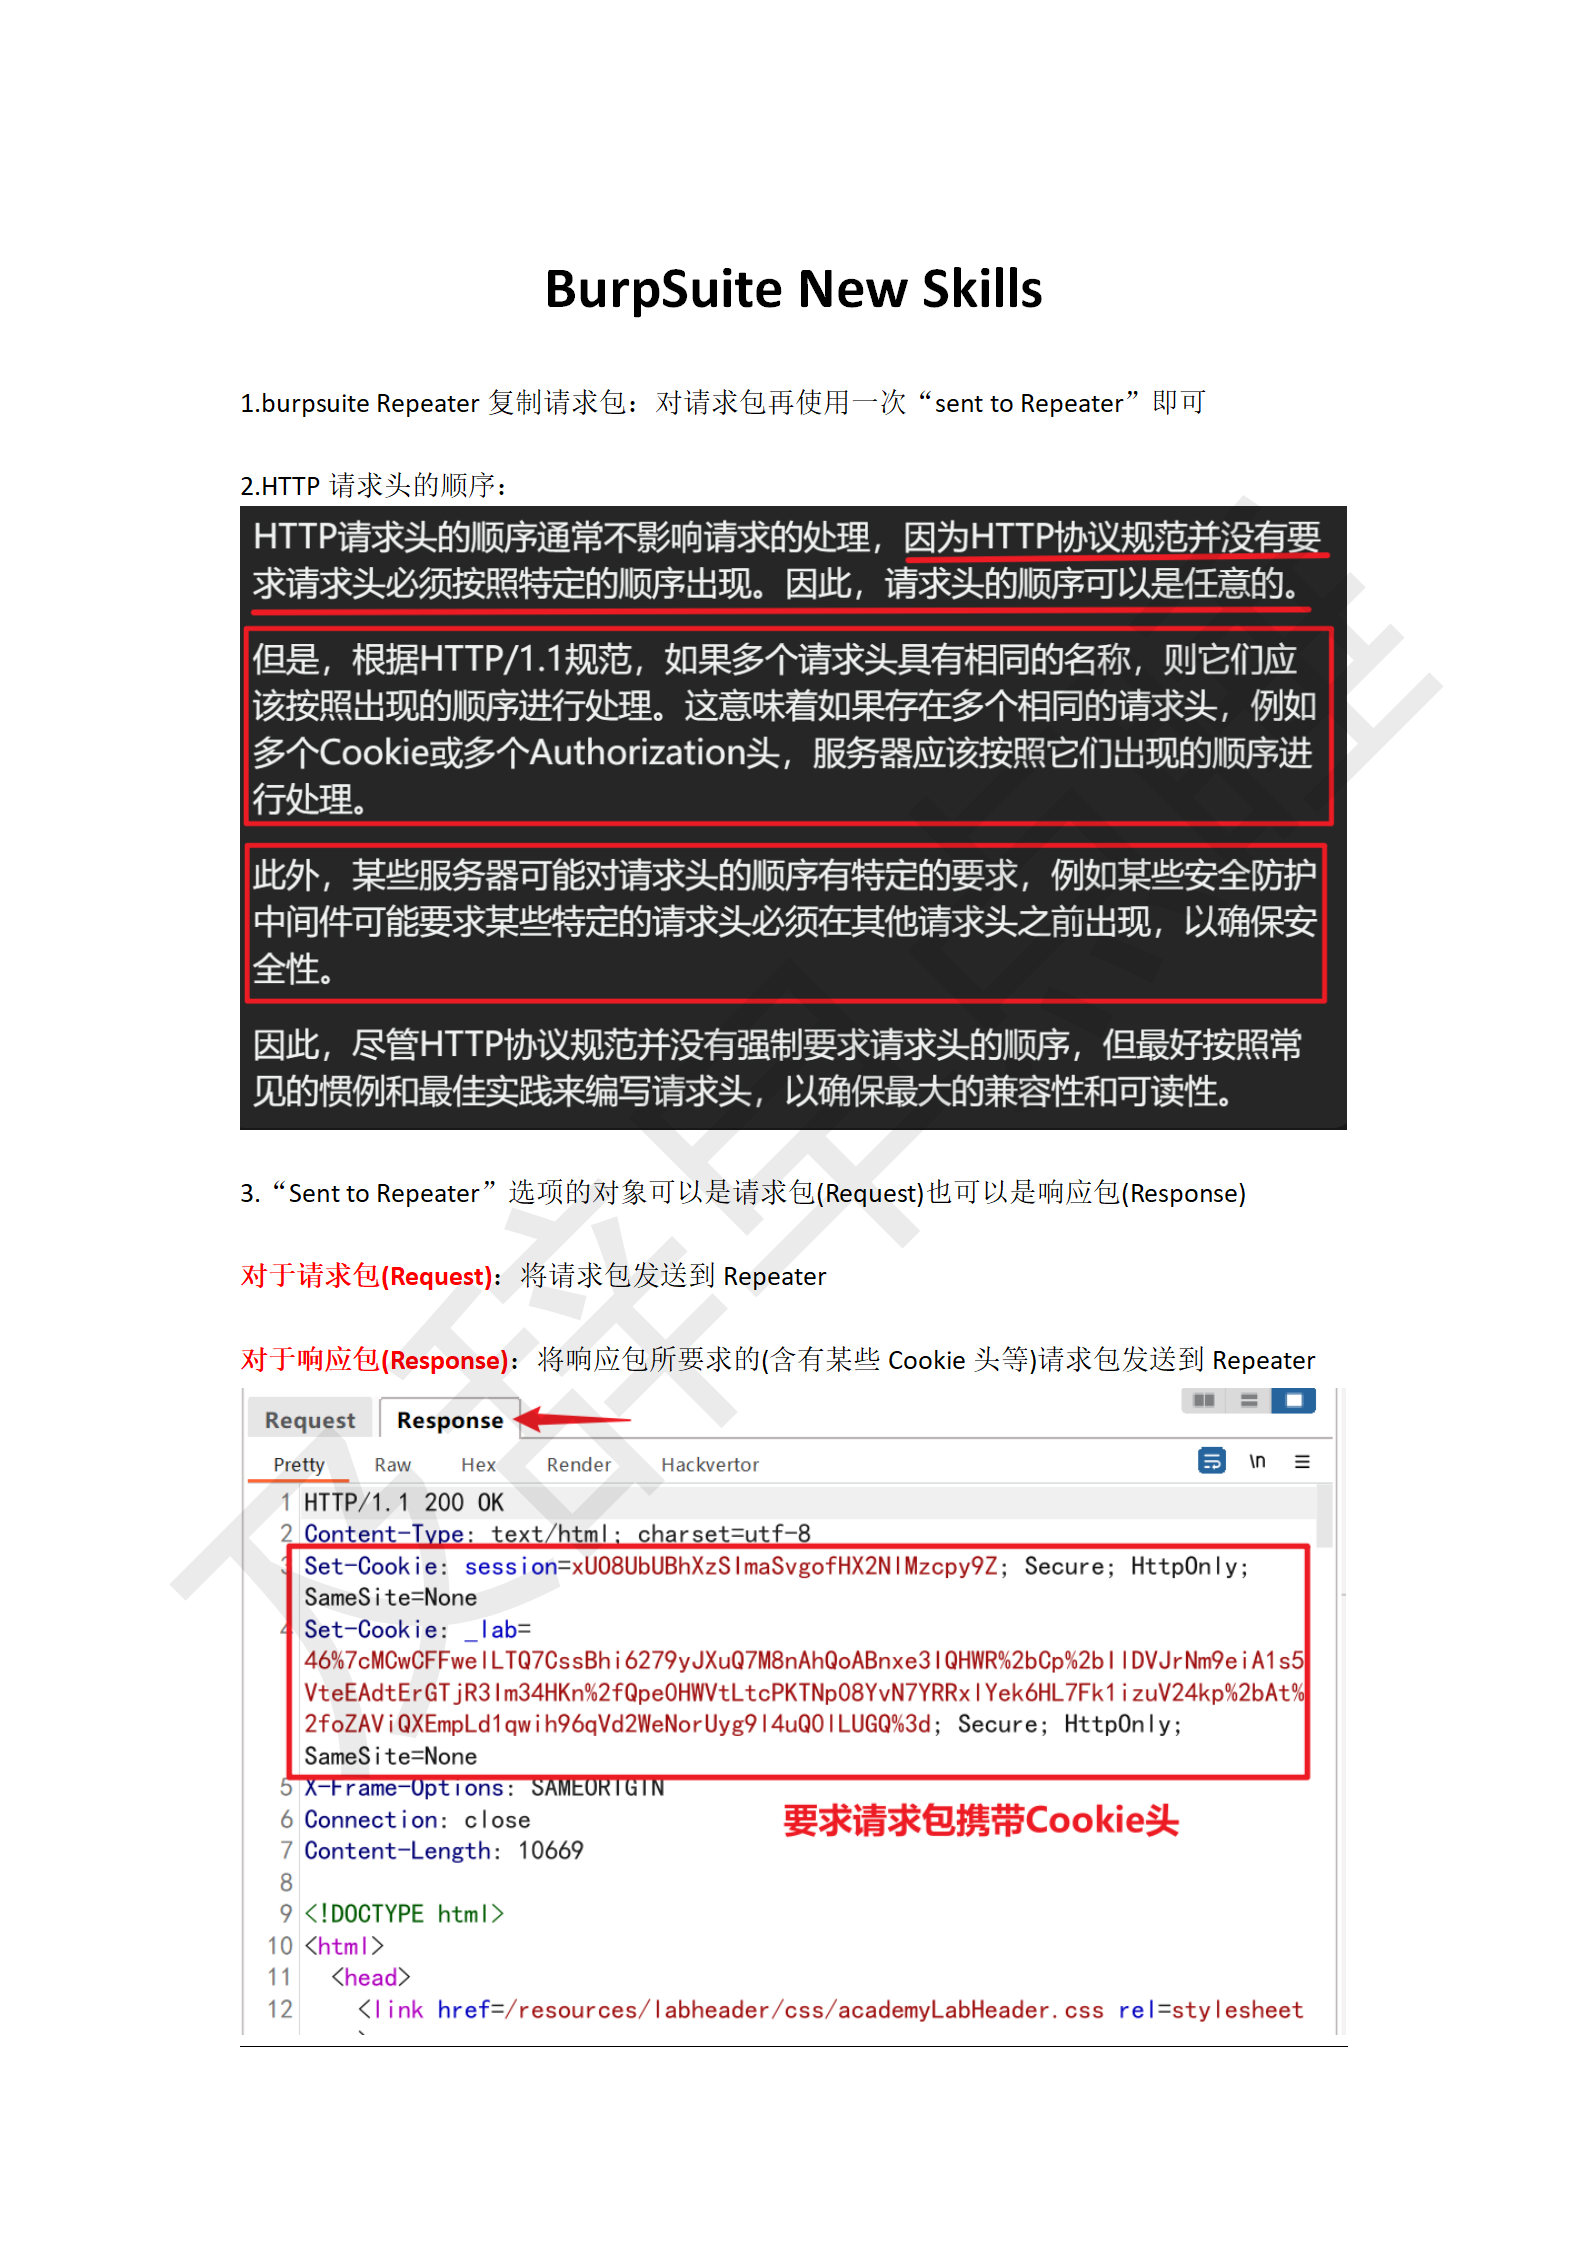 BurpSuite New Skills
1.burpsuite Repeater 复制请求包：对请求包再使用一次“sent to Repeater”即可
2.HTTP 请求头的顺序：
HTTP请求头的顺序通常不影响请求的处理，因为HTTP协议规范并没有要
求请求头必须按照特定的顺序出现。因此，请求头的顺序可以是任意的。
但是，根据HTTP/1.1规范，如果多个请求头具有相同的名称，则它们应
该按照出现的顺序进行处理。这意味着如果存在多个相同的请求头，例如
多个Cookie或多个Authorization头，服务器应该按照它们出现的顺序进
行处理。
此外，某些服务器可能对请求头的顺序有特定的要求，例如某些安全防护
中间件可能要求某些特定的请求头必须在其他请求头之前出现，以确保安
全性。
因此，尽管HTTP协议规范并没有强制要求请求头的顺序，但最好按照常
见的惯例和最佳实践来编写请求头，以确保最大的兼容性和可读性。
3.“Sent to Repeater”选项的对象可以是请求包(Request)也可以是响应包(Response)
对于请求包(Request)：将请求包发送到 Repeater
对于响应包(Response)：将响应包所要求的(含有某些 Cookie 头等)请求包发送到 Repeater
Request Response
Pretty Raw Hex Render Hackvertor \n
1 HTTP/1.1 200 OK
2 Content-Type: text/html; charset=utf-8
3 Set-Cookie: session=xUO8UbUBhXzSImaSvgofHX2NlMzcpy9Z; Secure; HttpOnly;
SameSite=None
4 Set-Cookie: _lab=
46%7cMCwCFFwelLTQ7CssBhi6279yJXuQ7M8nAhQoABnxe3lQHWR%2bCp%2bIlDVJrNm9eiA1s5
VteEAdtErGTjR3Im34HKn%2fQpeOHWVtLtcPKTNp08YvN7YRRxlYek6HL7Fk1izuV24kp%2bAt%
2foZAViQXEmpLd1qwih96qVd2WeNorUyg9l4uQ0lLUGQ%3d; Secure; HttpOnly;
SameSite=None
5 X-Frame-Options: SAMEORIGIN
6 Connection: close
7 Content-Length: 10669
要求请求包携带Cookie头
8
9 <!DOCTYPE html>
10 <html>
11 <head>
12 <link href=/resources/labheader/css/academyLabHeader.css rel=stylesheet